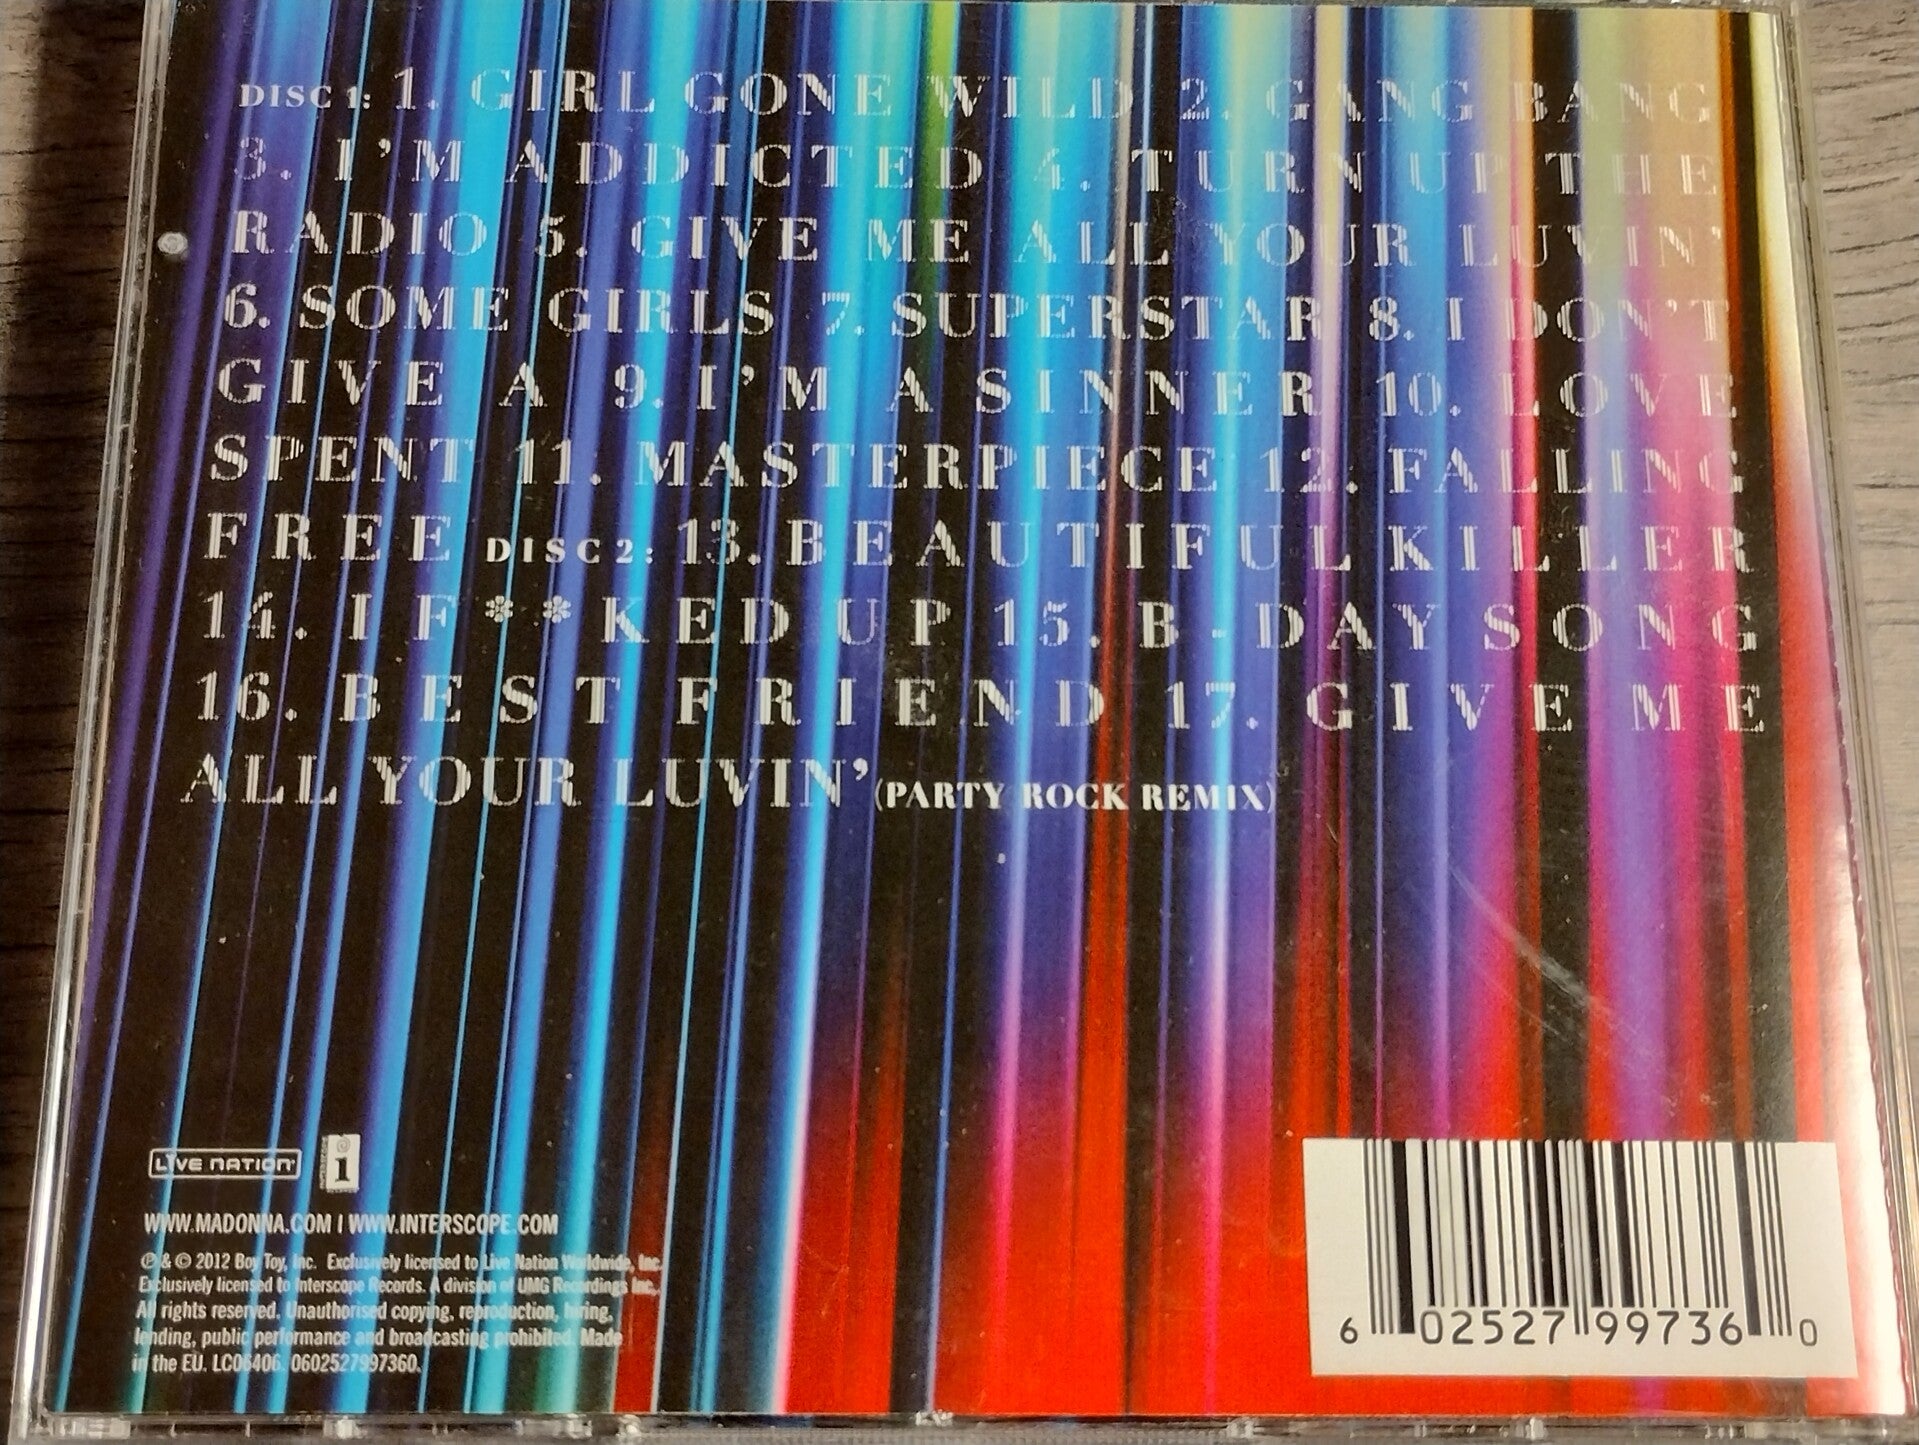 DISC 1: 1. GIRL GONE WILD 2. GANG BANG
3. I'M ADDICTED 4. TURN UP THE
RADIO 5. GIVE ME ALL YOUR LUVIN'
6. SOME GIRLS 7. SUPERSTAR 8. I DON'T
GIVE A 9. I'M A SINNER 10. LOVE
SPENT 11. MASTERPIECE 12. FALLING
FREE DISC 2: 13. BEAUTIFUL KILLER
14. I F**KED UP 15. B-DAY SONG
16. BEST FRIEND 17. GIVE ME
ALL YOUR LUVIN' (PARTY ROCK REMIX)
LIVE NATION
WWW.MADONNA.COM | WWW.INTERSCOPE.COM
℗ & © 2012 Boy Toy, Inc. Exclusively licensed to Live Nation Worldwide, Inc.
Exclusively licensed to Interscope Records. A division of UMG Recordings Inc.
All rights reserved. Unauthorised copying, reproduction, hiring,
lending, public performance and broadcasting prohibited. Made
in the EU. LC06406. 0602527997360.
6 02527 99736 0